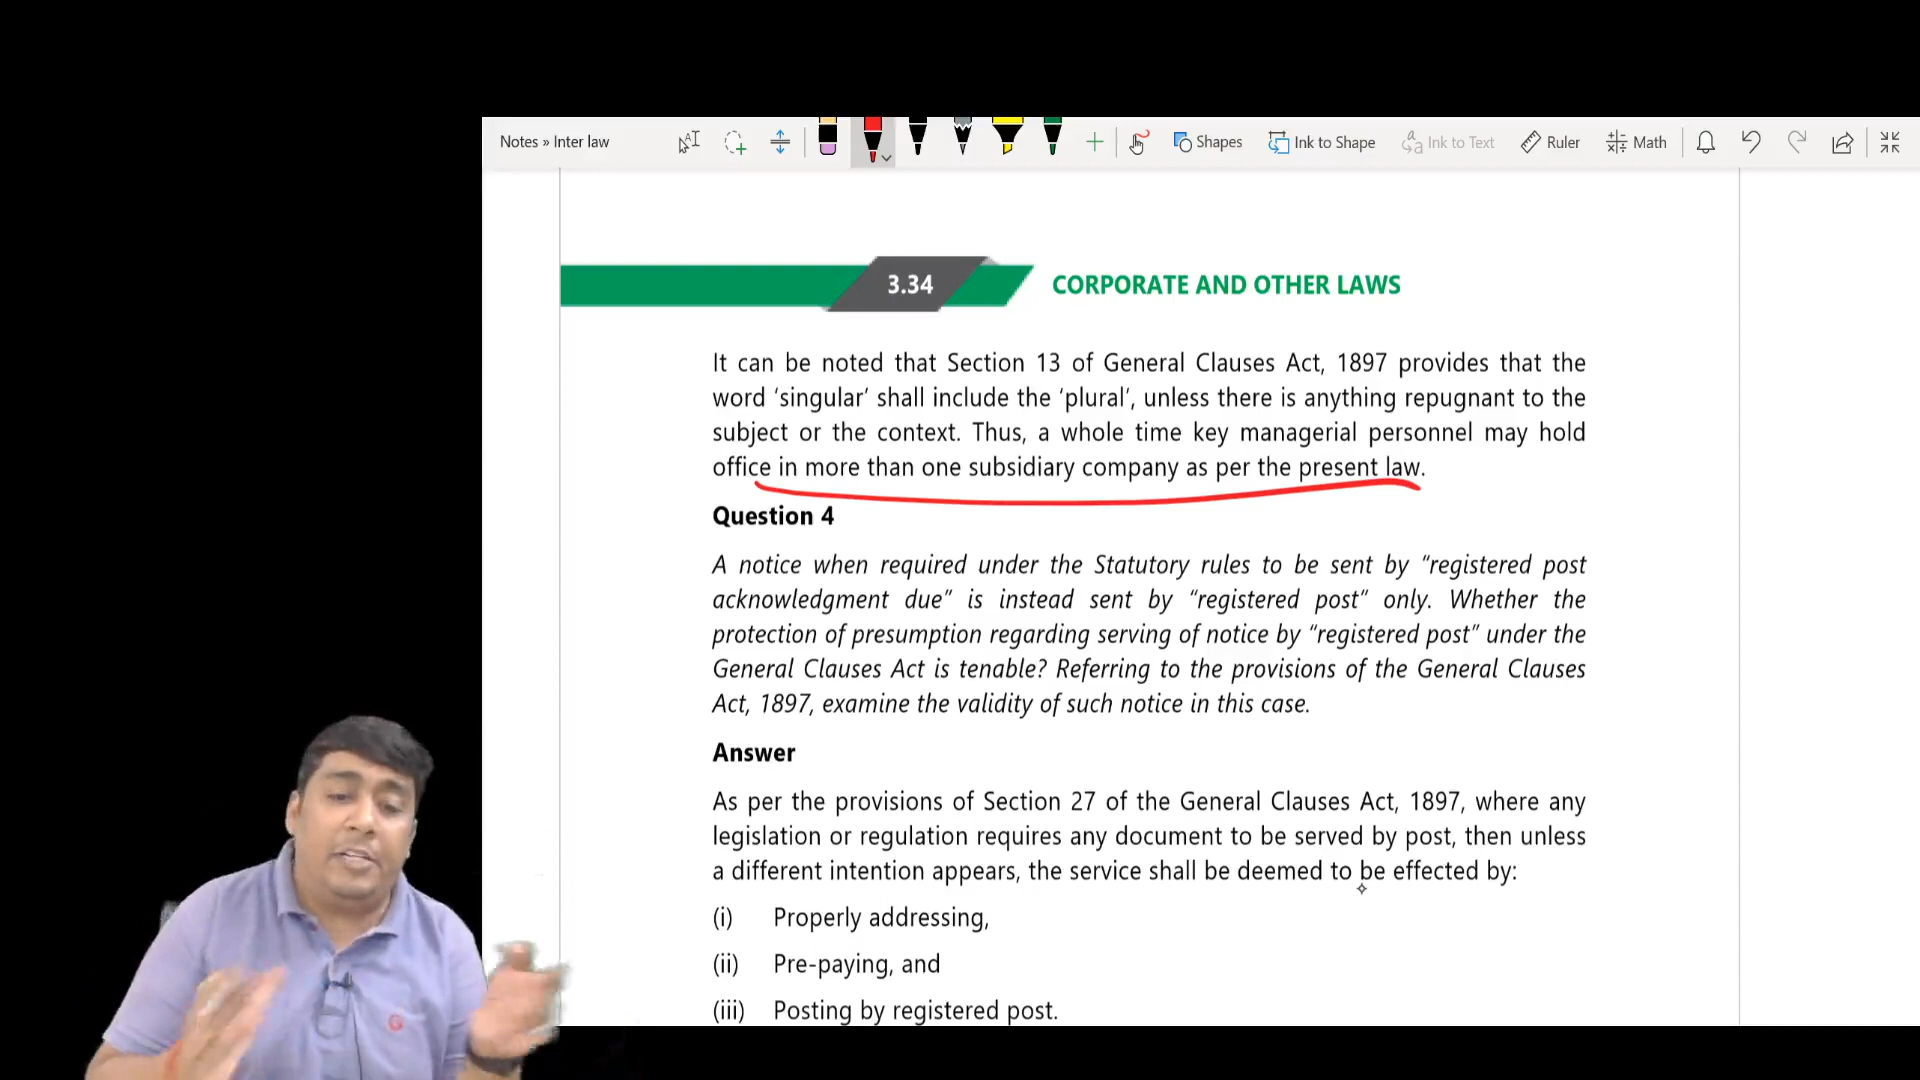 Notes » Inter law
Shapes
Ink to Shape
Ink to Text
Ruler
Math
3.34
CORPORATE AND OTHER LAWS
It can be noted that Section 13 of General Clauses Act, 1897 provides that the
word ‘singular’ shall include the ‘plural’, unless there is anything repugnant to the
subject or the context. Thus, a whole time key managerial personnel may hold
office in more than one subsidiary company as per the present law.
Question 4
A notice when required under the Statutory rules to be sent by “registered post
acknowledgment due” is instead sent by “registered post” only. Whether the
protection of presumption regarding serving of notice by “registered post” under the
General Clauses Act is tenable? Referring to the provisions of the General Clauses
Act, 1897, examine the validity of such notice in this case.
Answer
As per the provisions of Section 27 of the General Clauses Act, 1897, where any
legislation or regulation requires any document to be served by post, then unless
a different intention appears, the service shall be deemed to be effected by:
(i) Properly addressing,
(ii) Pre-paying, and
(iii) Posting by registered post.